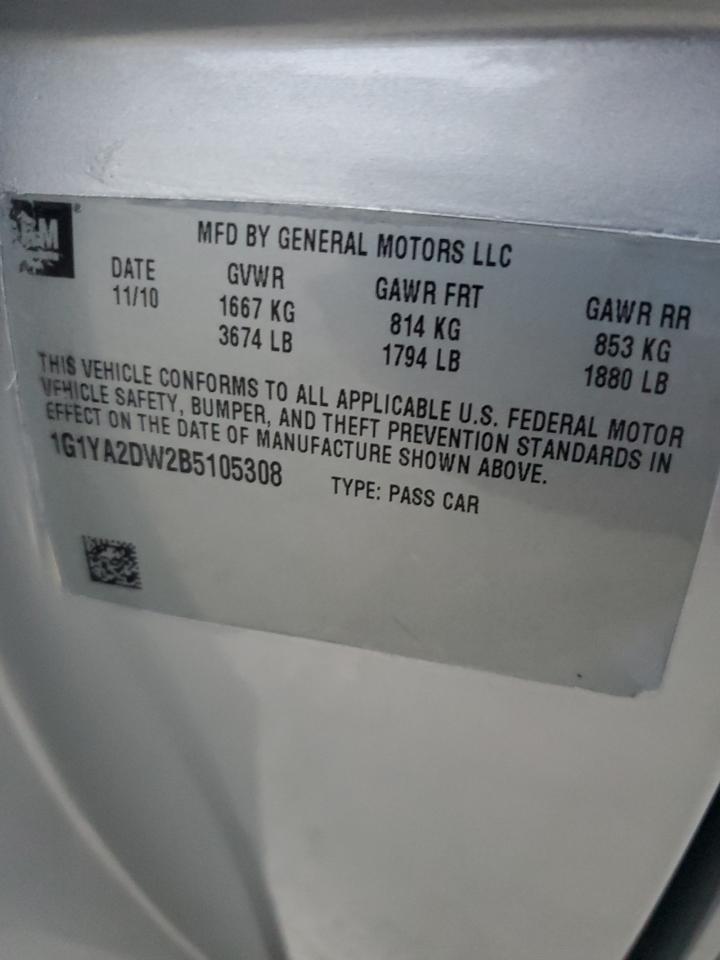 GM
MFD BY GENERAL MOTORS LLC
DATE GVWR GAWR FRT GAWR RR
11/10 1667 KG 814 KG 853 KG
3674 LB 1794 LB 1880 LB
THIS VEHICLE CONFORMS TO ALL APPLICABLE U.S. FEDERAL MOTOR
VEHICLE SAFETY, BUMPER, AND THEFT PREVENTION STANDARDS IN
EFFECT ON THE DATE OF MANUFACTURE SHOWN ABOVE.
1G1YA2DW2B5105308 TYPE: PASS CAR